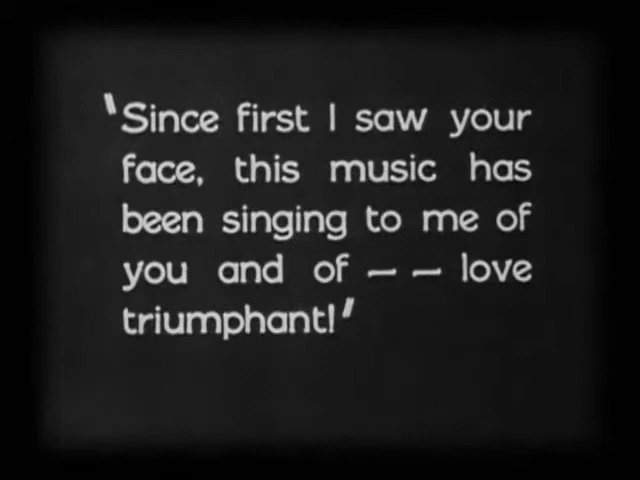 "Since first I saw your
face, this music has
been singing to me of
you and of — — love
triumphant!"